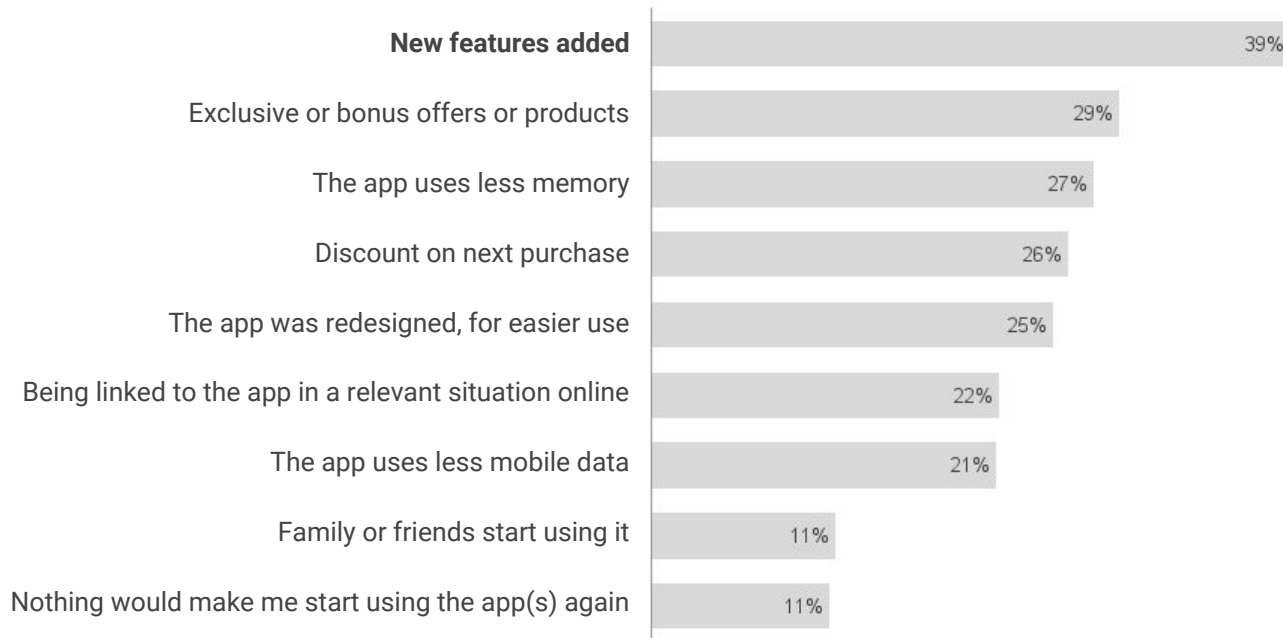 New features added 39%
Exclusive or bonus offers or products 29%
The app uses less memory 27%
Discount on next purchase 26%
The app was redesigned, for easier use 25%
Being linked to the app in a relevant situation online 22%
The app uses less mobile data 21%
Family or friends start using it 11%
Nothing would make me start using the app(s) again 11%